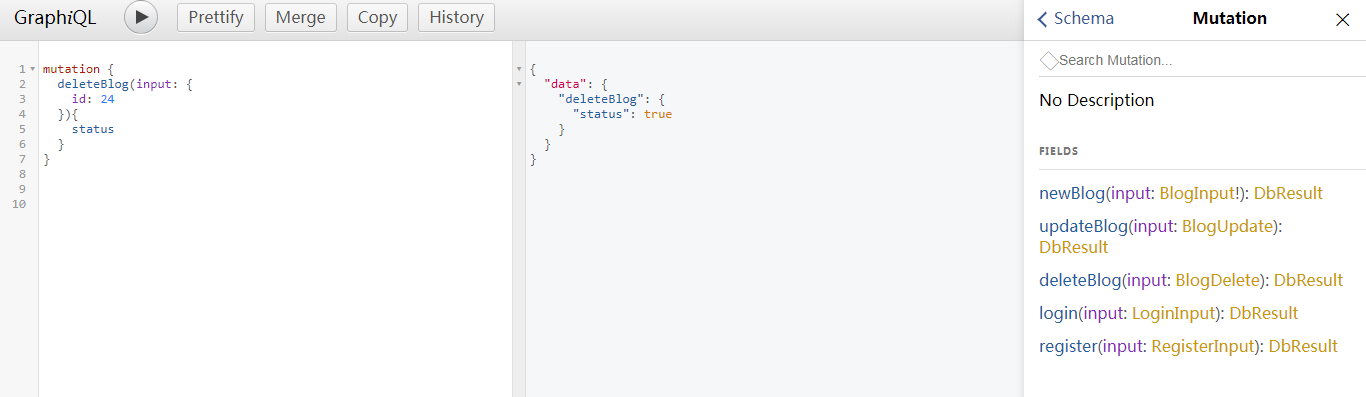 GraphiQL
Prettify
Merge
Copy
History
1 mutation {
2 deleteBlog(input: {
3 id: 24
4 }){
5 status
6 }
7 }
8
9
10
{
"data": {
"deleteBlog": {
"status": true
}
}
}
Schema
Mutation
Search Mutation...
No Description
FIELDS
newBlog(input: BlogInput!): DbResult
updateBlog(input: BlogUpdate):
DbResult
deleteBlog(input: BlogDelete): DbResult
login(input: LoginInput): DbResult
register(input: RegisterInput): DbResult